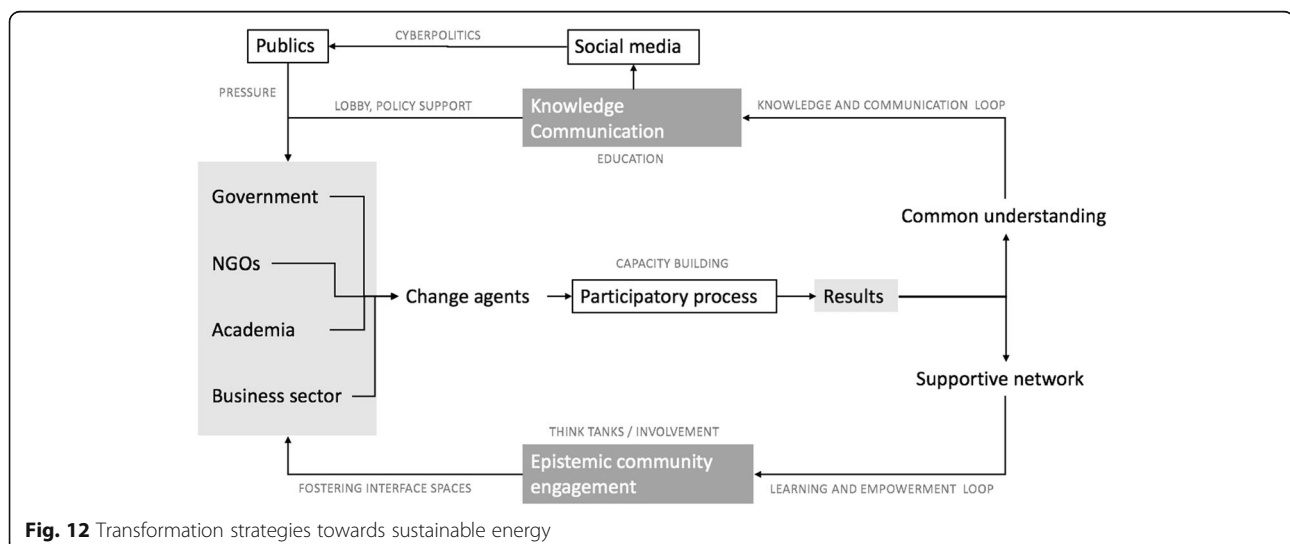 Publics
CYBERPOLITICS
Social media
PRESSURE
LOBBY, POLICY SUPPORT
Knowledge
Communication
KNOWLEDGE AND COMMUNICATION LOOP
EDUCATION
Government
NGOs
Academia
Business sector
Change agents
CAPACITY BUILDING
Participatory process
Results
Common understanding
Supportive network
THINK TANKS / INVOLVEMENT
Epistemic community
engagement
FOSTERING INTERFACE SPACES
LEARNING AND EMPOWERMENT LOOP
Fig. 12 Transformation strategies towards sustainable energy